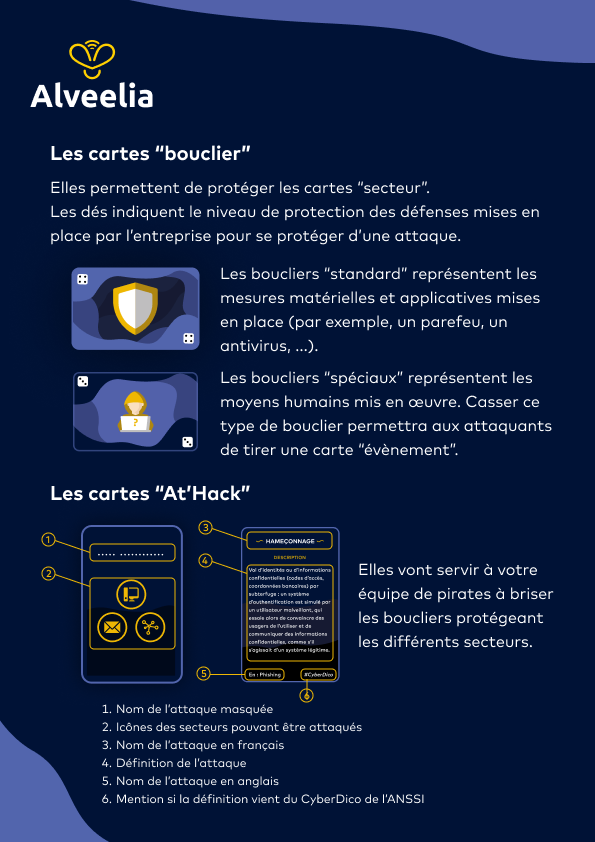 Alveelia
Les cartes “bouclier”
Elles permettent de protéger les cartes “secteur”.
Les dés indiquent le niveau de protection des défenses mises en
place par l’entreprise pour se protéger d’une attaque.
Les boucliers “standard” représentent les
mesures matérielles et applicatives mises
en place (par exemple, un parefeu, un
antivirus, ...).
Les boucliers “spéciaux” représentent les
moyens humains mis en œuvre. Casser ce
type de bouclier permettra aux attaquants
de tirer une carte “évènement”.
?
Les cartes “At’Hack”
1
2
3
HAMEÇONNAGE
4
DESCRIPTION
Vol d’identités ou d’informations
confidentielles (codes d’accès,
coordonnées bancaires) par
subterfuge : un système
d’authentification est simulé par
un utilisateur malveillant, qui
essaie alors de convaincre des
usagers de l’utiliser et de
communiquer des informations
confidentielles, comme s’il
s’agissait d’un système légitime.
5
En : Phishing
#CyberDico
6
Elles vont servir à votre
équipe de pirates à briser
les boucliers protégeant
les différents secteurs.
1. Nom de l’attaque masquée
2. Icônes des secteurs pouvant être attaqués
3. Nom de l’attaque en français
4. Définition de l’attaque
5. Nom de l’attaque en anglais
6. Mention si la définition vient du CyberDico de l’ANSSI